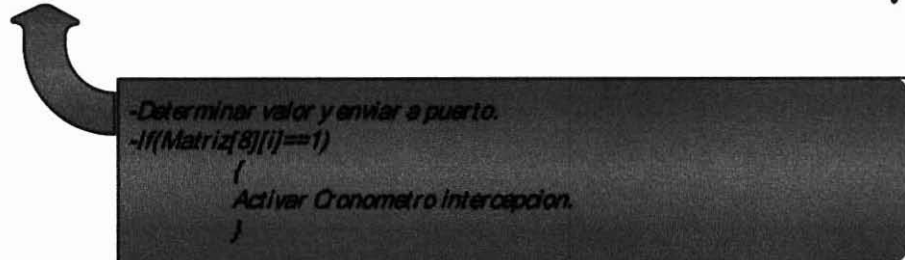 -Determinar valor y enviar a puerto.
-If(Matriz[8][i]==1)
{
Activar Cronometro intercepcion.
}